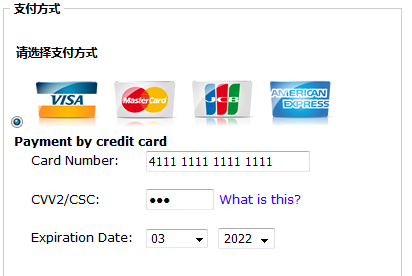 支付方式
请选择支付方式
VISA MasterCard JCB AMERICAN EXPRESS
Payment by credit card
Card Number: 4111 1111 1111 1111
CVV2/CSC: ●●● What is this?
Expiration Date: 03 2022